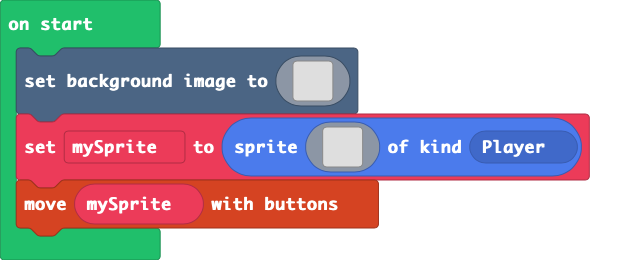 on start
set background image to
set mySprite to sprite of kind Player
move mySprite with buttons